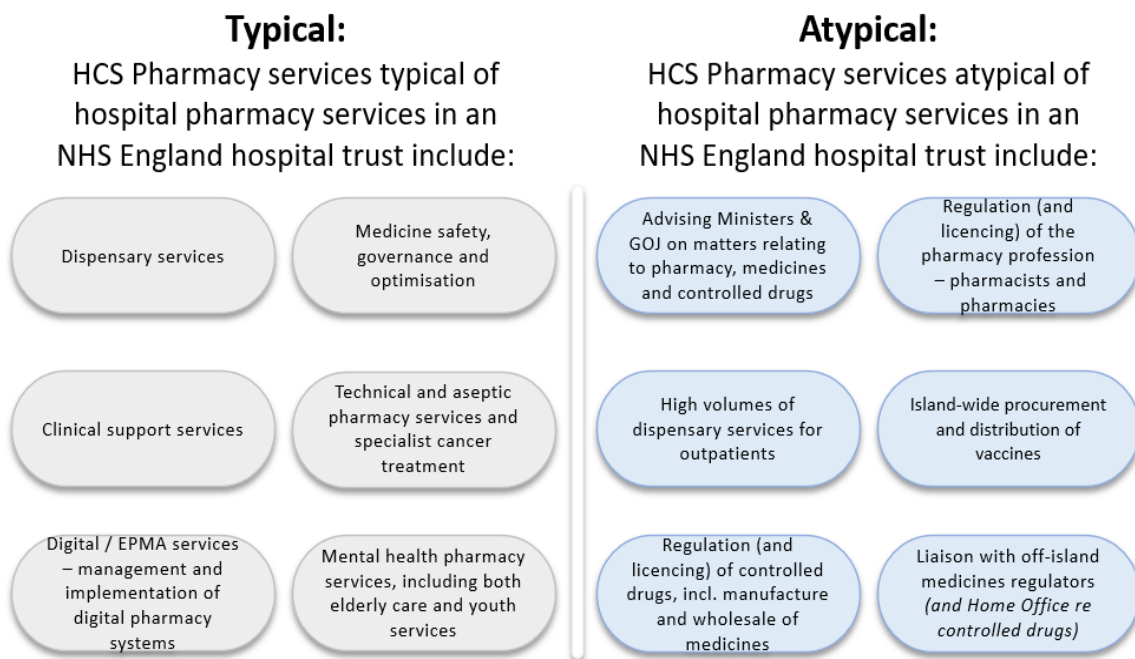 Typical:
HCS Pharmacy services typical of
hospital pharmacy services in an
NHS England hospital trust include:
Dispensary services
Medicine safety,
governance and
optimisation
Clinical support services
Technical and aseptic
pharmacy services and
specialist cancer
treatment
Digital / EPMA services
– management and
implementation of
digital pharmacy
systems
Mental health pharmacy
services, including both
elderly care and youth
services
Atypical:
HCS Pharmacy services atypical of
hospital pharmacy services in an
NHS England hospital trust include:
Advising Ministers &
GOJ on matters relating
to pharmacy, medicines
and controlled drugs
Regulation (and
licencing) of the
pharmacy profession
– pharmacists and
pharmacies
High volumes of
dispensary services for
outpatients
Island-wide procurement
and distribution of
vaccines
Regulation (and
licencing) of controlled
drugs, incl. manufacture
and wholesale of
medicines
Liaison with off-island
medicines regulators
(and Home Office re
controlled drugs)